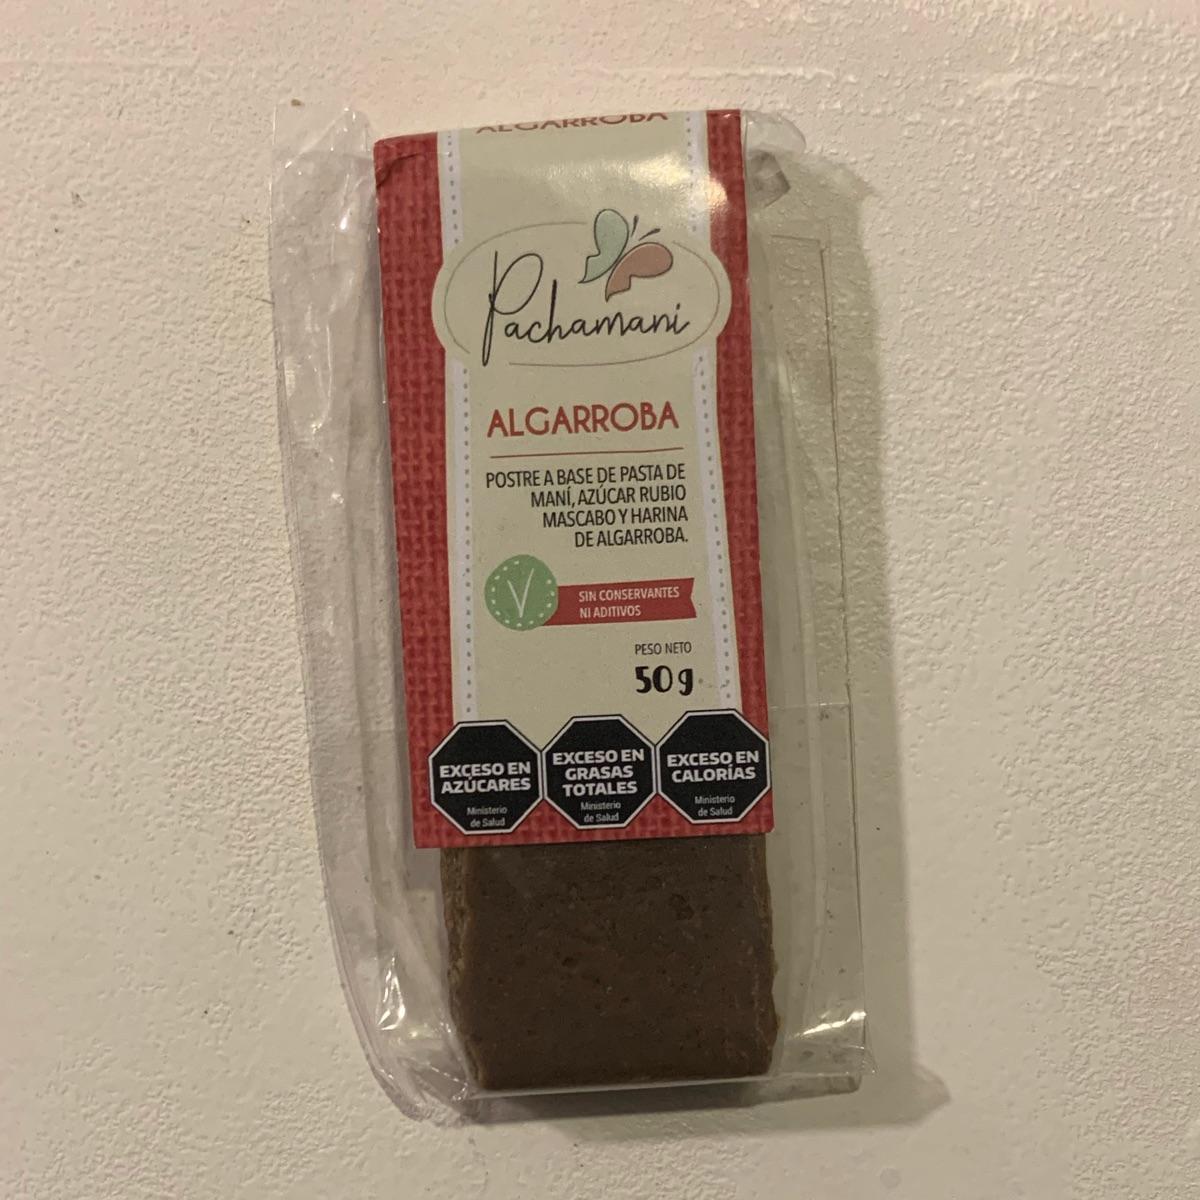 ALGARROBA
Pachamani
ALGARROBA
POSTRE A BASE DE PASTA DE
MANÍ, AZÚCAR RUBIO
MASCABO Y HARINA
DE ALGARROBA.
V
SIN CONSERVANTES
NI ADITIVOS
PESO NETO
50g.
EXCESO EN
AZÚCARES
Ministerio
de Salud
EXCESO EN
GRASAS
TOTALES
Ministerio
de Salud
EXCESO EN
CALORÍAS
Ministerio
de Salud